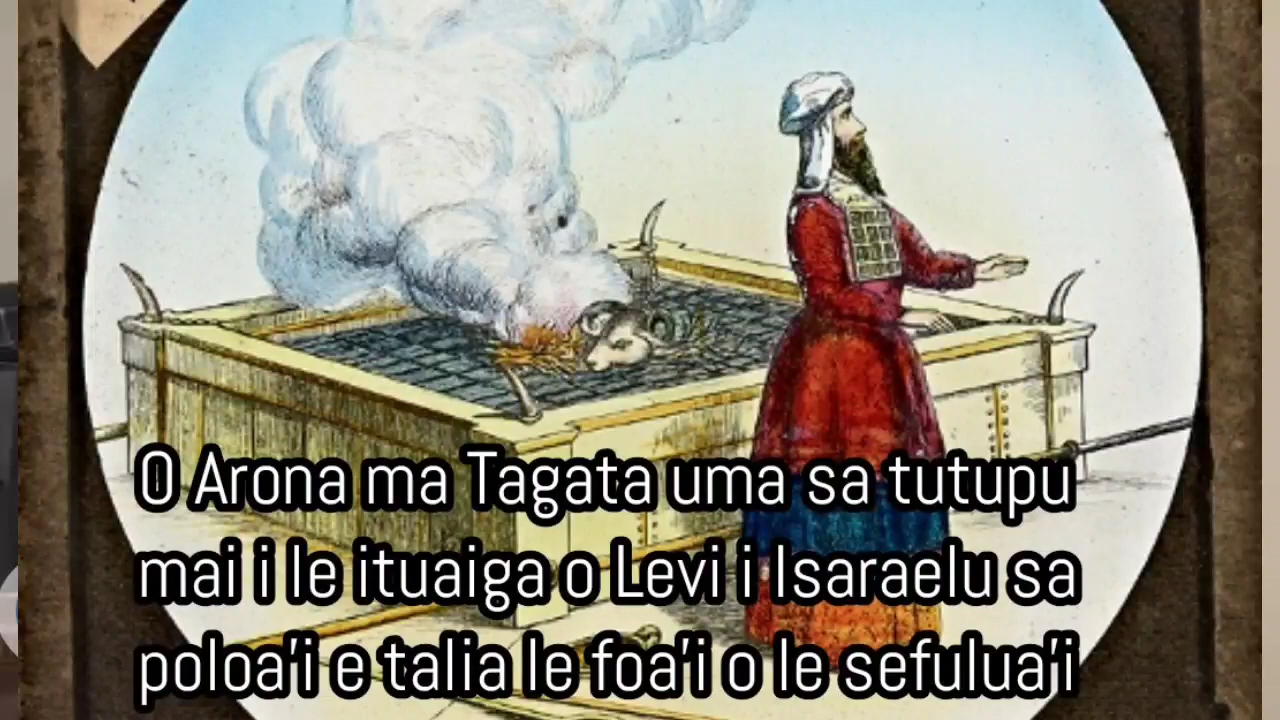 O Arona ma Tagata uma sa tutupu
mai i le ituaiga o Levi i Isaraelu sa
poloa'i e talia le foa'i o le sefulua'i